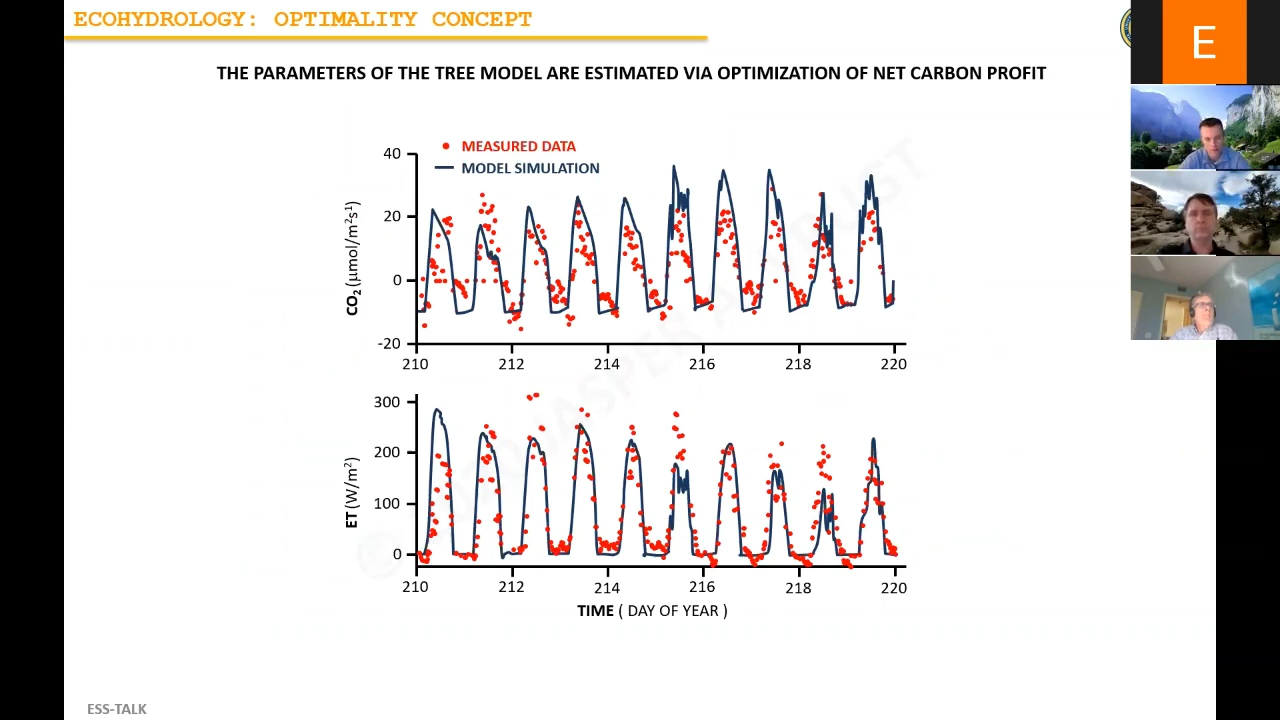 ECOHYDROLOGY: OPTIMALITY CONCEPT
E
THE PARAMETERS OF THE TREE MODEL ARE ESTIMATED VIA OPTIMIZATION OF NET CARBON PROFIT
MEASURED DATA
MODEL SIMULATION
CO₂ (µmol/m²s¹)
40
20
0
-20
210 212 214 216 218 220
ET (W/m²)
300
200
100
0
210 212 214 216 218 220
TIME ( DAY OF YEAR )
ESS-TALK